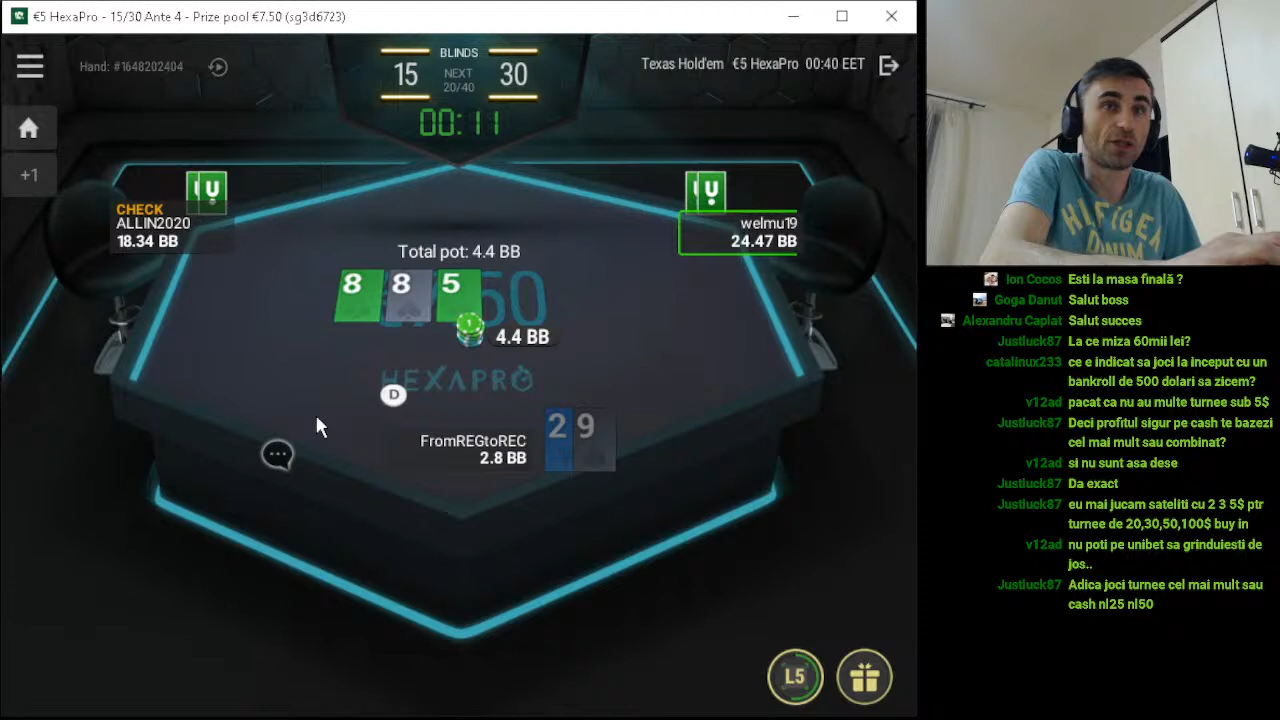 €5 HexaPro - 15/30 Ante 4 - Prize pool €7.50 (sg3d6723)
Hand: #1648202404
BLINDS
15
NEXT
20/40
30
00:11
Texas Hold'em €5 HexaPro 00:40 EET
+1
CHECK
ALLIN2020
18.34 BB
welmu19
24.47 BB
Total pot: 4.4 BB
8 8 5
50
1
4.4 BB
HEXAPRO
D
FromREGtoREC
2.8 BB
2 9
L5
HILFIGER
DENIM
Ion Cocos Esti la masa finală ?
Goga Danut Salut boss
Alexandru Caplat Salut succes
Justluck87 La ce miza 60mii lei?
catalinux233 ce e indicat sa joci la inceput cu un
bankroll de 500 dolari sa zicem?
v12ad pacat ca nu au multe turnee sub 5$
Justluck87 Deci profitul sigur pe cash te bazezi
cel mai mult sau combinat?
v12ad si nu sunt asa dese
Justluck87 Da exact
Justluck87 eu mai jucam sateliti cu 2 3 5$ ptr
turnee de 20,30,50,100$ buy in
v12ad nu poti pe unibet sa grinduiesti de
jos..
Justluck87 Adica joci turnee cel mai mult sau
cash nl25 nl50